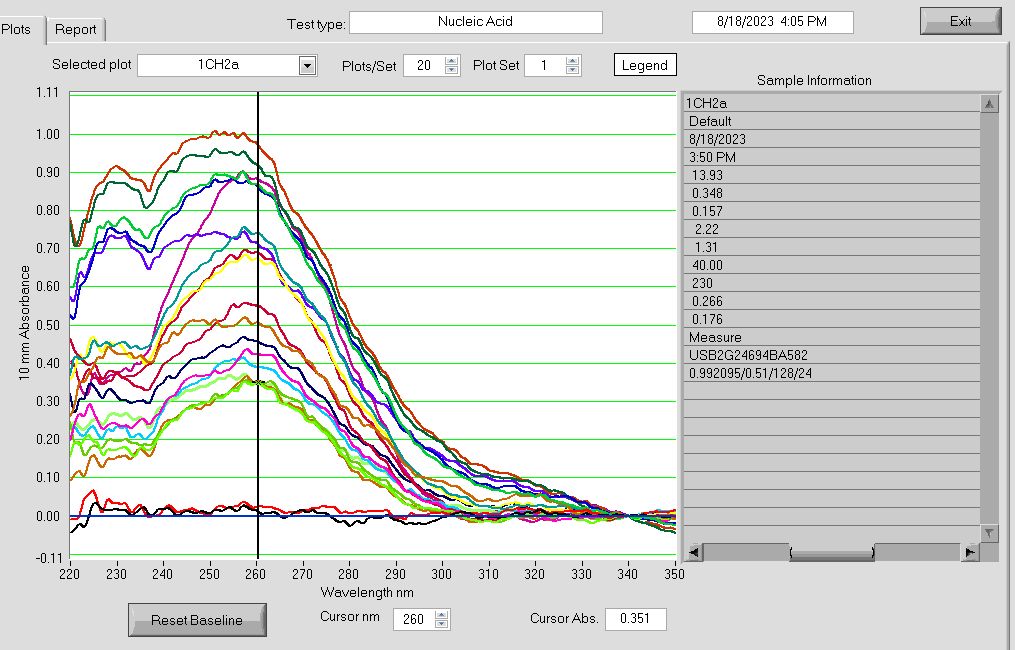 Plots
Report
Test type: Nucleic Acid
8/18/2023 4:05 PM
Exit
Selected plot 1CH2a
Plots/Set 20
Plot Set 1
Legend
Sample Information
1CH2a
Default
8/18/2023
3:50 PM
13.93
0.348
0.157
2.22
1.31
40.00
230
0.266
0.176
Measure
USB2G24694BA582
0.992095/0.51/128/24
10 mm Absorbance
1.11
1.00
0.90
0.80
0.70
0.60
0.50
0.40
0.30
0.20
0.10
0.00
-0.11
220 230 240 250 260 270 280 290 300 310 320 330 340 350
Wavelength nm
Reset Baseline
Cursor nm 260
Cursor Abs. 0.351